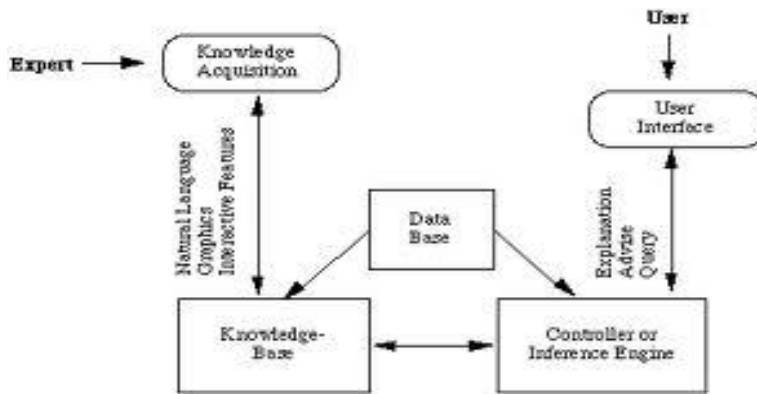 User
Expert
Knowledge
Acquisition
User
Interface
Natural Language
Graphics
Interactive Features
Data
Base
Explanation
Advise
Query
Knowledge-
Base
Controller or
Inference Engine